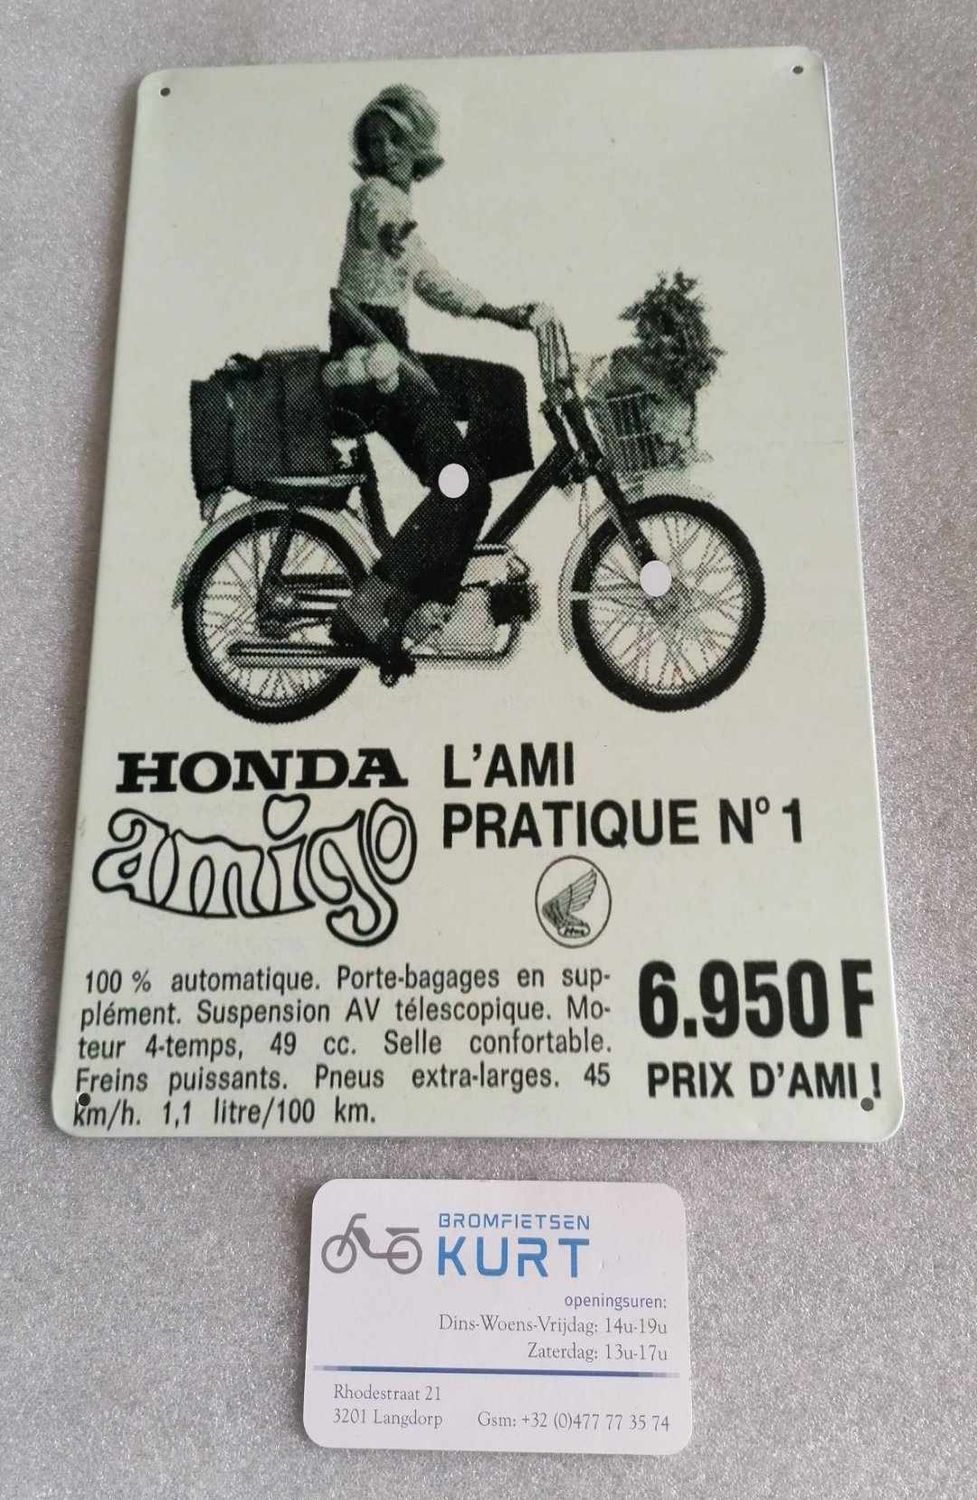 HONDA
amigo
L'AMI
PRATIQUE Nº 1
100 % automatique. Porte-bagages en sup-
plément. Suspension AV télescopique. Mo-
teur 4-temps, 49 cc. Selle confortable.
Freins puissants. Pneus extra-larges. 45
km/h. 1,1 litre/100 km.
6.950 F
PRIX D'AMI !
BROMFIETSEN
KURT
openingsuren:
Dins-Woens-Vrijdag: 14u-19u
Zaterdag: 13u-17u
Rhodestraat 21
3201 Langdorp Gsm: +32 (0)477 77 35 74